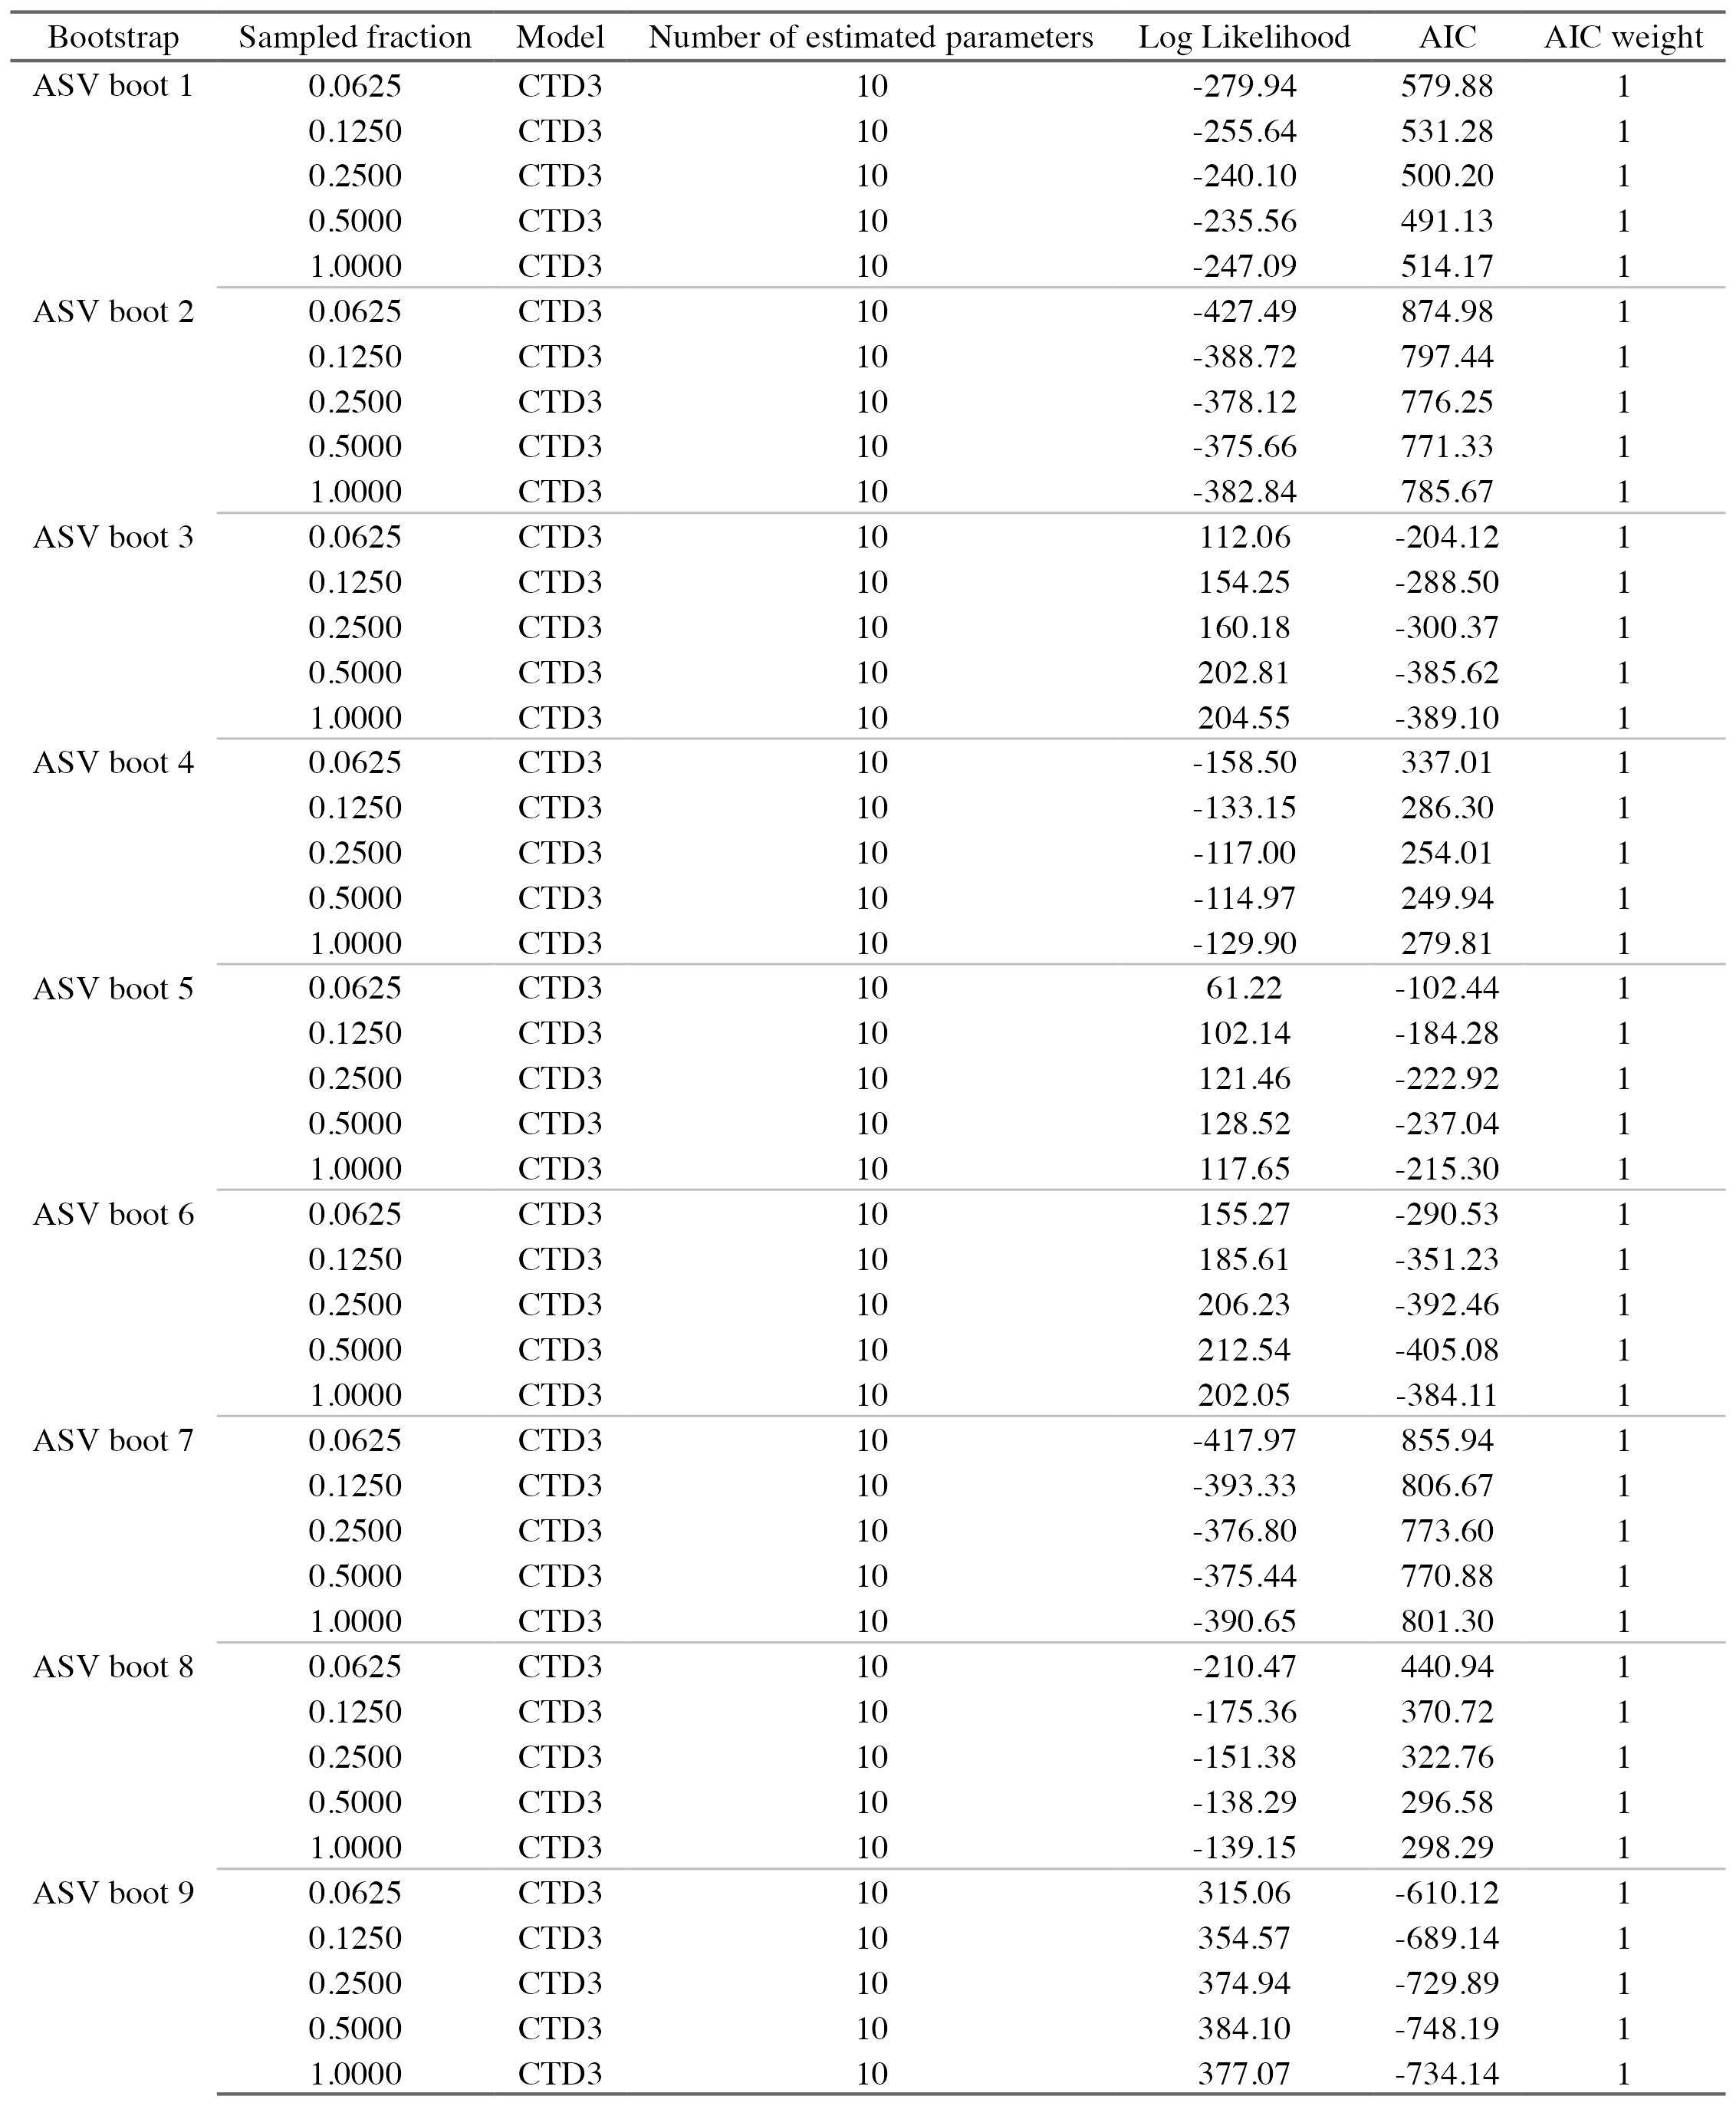 Bootstrap Sampled fraction Model Number of estimated parameters Log Likelihood AIC AIC weight
ASV boot 1 0.0625 CTD3 10 -279.94 579.88 1
0.1250 CTD3 10 -255.64 531.28 1
0.2500 CTD3 10 -240.10 500.20 1
0.5000 CTD3 10 -235.56 491.13 1
1.0000 CTD3 10 -247.09 514.17 1
ASV boot 2 0.0625 CTD3 10 -427.49 874.98 1
0.1250 CTD3 10 -388.72 797.44 1
0.2500 CTD3 10 -378.12 776.25 1
0.5000 CTD3 10 -375.66 771.33 1
1.0000 CTD3 10 -382.84 785.67 1
ASV boot 3 0.0625 CTD3 10 112.06 -204.12 1
0.1250 CTD3 10 154.25 -288.50 1
0.2500 CTD3 10 160.18 -300.37 1
0.5000 CTD3 10 202.81 -385.62 1
1.0000 CTD3 10 204.55 -389.10 1
ASV boot 4 0.0625 CTD3 10 -158.50 337.01 1
0.1250 CTD3 10 -133.15 286.30 1
0.2500 CTD3 10 -117.00 254.01 1
0.5000 CTD3 10 -114.97 249.94 1
1.0000 CTD3 10 -129.90 279.81 1
ASV boot 5 0.0625 CTD3 10 61.22 -102.44 1
0.1250 CTD3 10 102.14 -184.28 1
0.2500 CTD3 10 121.46 -222.92 1
0.5000 CTD3 10 128.52 -237.04 1
1.0000 CTD3 10 117.65 -215.30 1
ASV boot 6 0.0625 CTD3 10 155.27 -290.53 1
0.1250 CTD3 10 185.61 -351.23 1
0.2500 CTD3 10 206.23 -392.46 1
0.5000 CTD3 10 212.54 -405.08 1
1.0000 CTD3 10 202.05 -384.11 1
ASV boot 7 0.0625 CTD3 10 -417.97 855.94 1
0.1250 CTD3 10 -393.33 806.67 1
0.2500 CTD3 10 -376.80 773.60 1
0.5000 CTD3 10 -375.44 770.88 1
1.0000 CTD3 10 -390.65 801.30 1
ASV boot 8 0.0625 CTD3 10 -210.47 440.94 1
0.1250 CTD3 10 -175.36 370.72 1
0.2500 CTD3 10 -151.38 322.76 1
0.5000 CTD3 10 -138.29 296.58 1
1.0000 CTD3 10 -139.15 298.29 1
ASV boot 9 0.0625 CTD3 10 315.06 -610.12 1
0.1250 CTD3 10 354.57 -689.14 1
0.2500 CTD3 10 374.94 -729.89 1
0.5000 CTD3 10 384.10 -748.19 1
1.0000 CTD3 10 377.07 -734.14 1